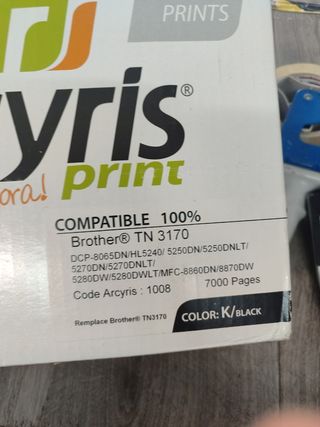 PRINTS
yris®
ora! print
COMPATIBLE 100%
Brother® TN 3170
DCP-8065DN/HL5240/ 5250DN/5250DNLT/
5270DN/5270DNLT/
5280DW/5280DWLT/MFC-8860DN/8870DW
Code Arcyris : 1008 7000 Pages
Remplace Brother® TN3170
COLOR: K/BLACK